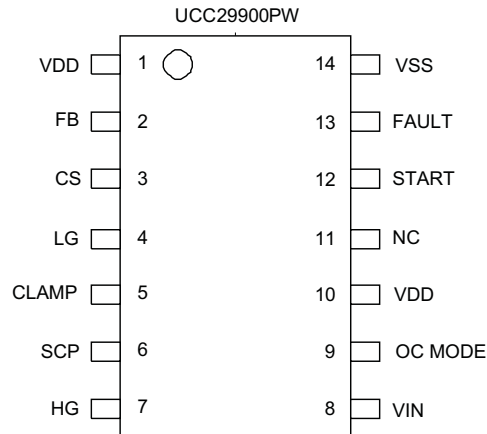 UCC29900PW
VDD 1 14 VSS
FB 2 13 FAULT
CS 3 12 START
LG 4 11 NC
CLAMP 5 10 VDD
SCP 6 9 OC MODE
HG 7 8 VIN